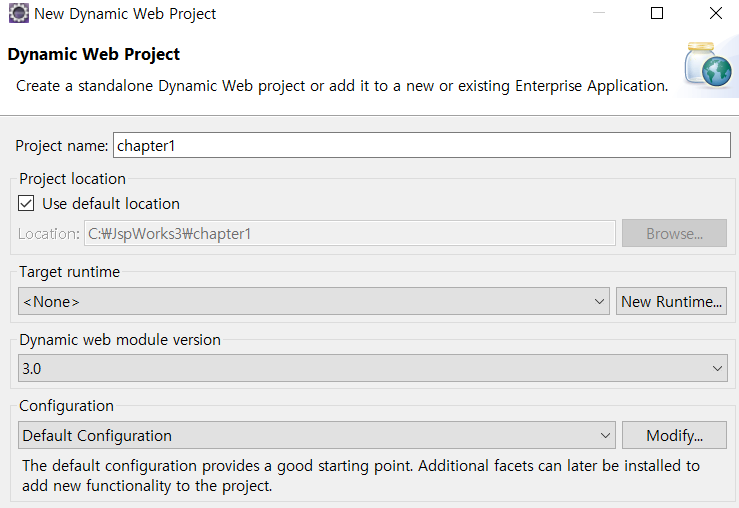 New Dynamic Web Project
Dynamic Web Project
Create a standalone Dynamic Web project or add it to a new or existing Enterprise Application.
Project name: chapter1
Project location
Use default location
Location: C:₩JspWorks3₩chapter1 Browse...
Target runtime
<None> New Runtime...
Dynamic web module version
3.0
Configuration
Default Configuration Modify...
The default configuration provides a good starting point. Additional facets can later be installed to
add new functionality to the project.